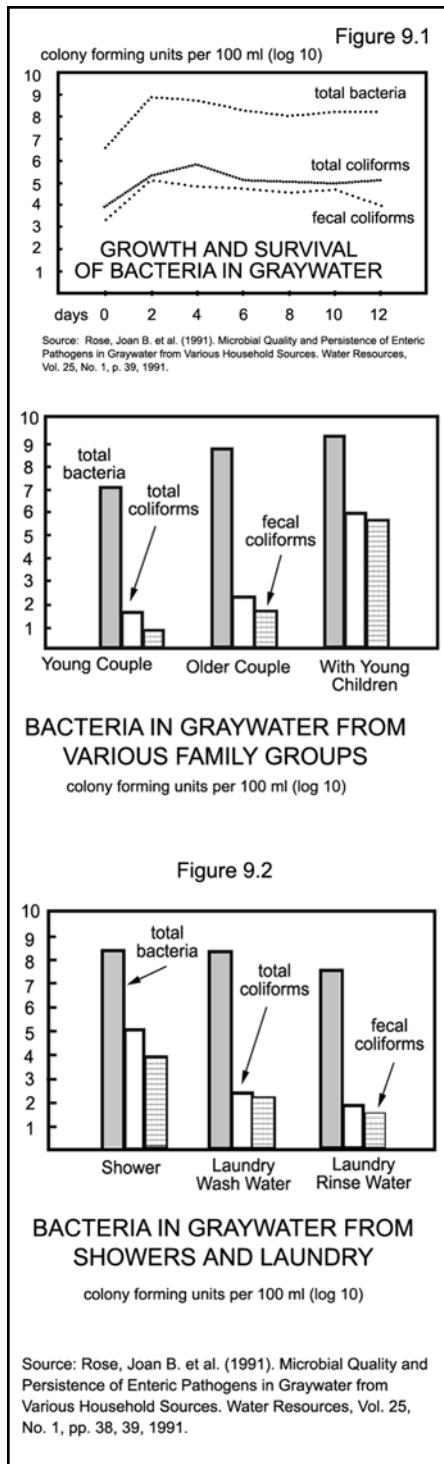 Figure 9.1
colony forming units per 100 ml (log 10)
10
9
8
7
6
5
4
3
2
1
total bacteria
total coliforms
fecal coliforms
GROWTH AND SURVIVAL
OF BACTERIA IN GRAYWATER
days 0 2 4 6 8 10 12
Source: Rose, Joan B. et al. (1991). Microbial Quality and Persistence of Enteric
Pathogens in Graywater from Various Household Sources. Water Resources,
Vol. 25, No. 1, p. 39, 1991.
10
9
8
7
6
5
4
3
2
1
total
bacteria
total
coliforms
fecal
coliforms
Young Couple
Older Couple
With Young
Children
BACTERIA IN GRAYWATER FROM
VARIOUS FAMILY GROUPS
colony forming units per 100 ml (log 10)
Figure 9.2
10
9
8
7
6
5
4
3
2
1
total
bacteria
total
coliforms
fecal
coliforms
Shower
Laundry
Wash Water
Laundry
Rinse Water
BACTERIA IN GRAYWATER FROM
SHOWERS AND LAUNDRY
colony forming units per 100 ml (log 10)
Source: Rose, Joan B. et al. (1991). Microbial Quality and
Persistence of Enteric Pathogens in Graywater from
Various Household Sources. Water Resources, Vol. 25,
No. 1, pp. 38, 39, 1991.